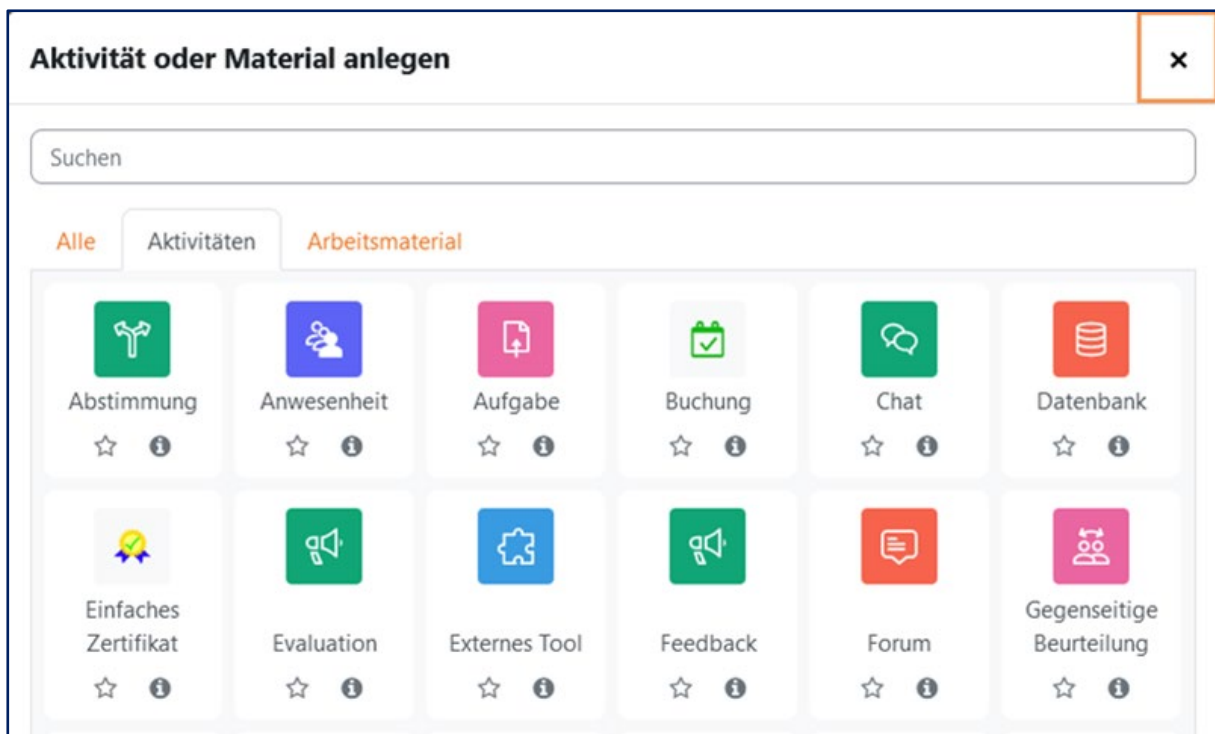 Aktivität oder Material anlegen
Suchen
Alle Aktivitäten Arbeitsmaterial
Abstimmung Anwesenheit Aufgabe Buchung Chat Datenbank
Einfaches
Zertifikat
Evaluation
Externes Tool
Feedback
Forum
Gegenseitige
Beurteilung